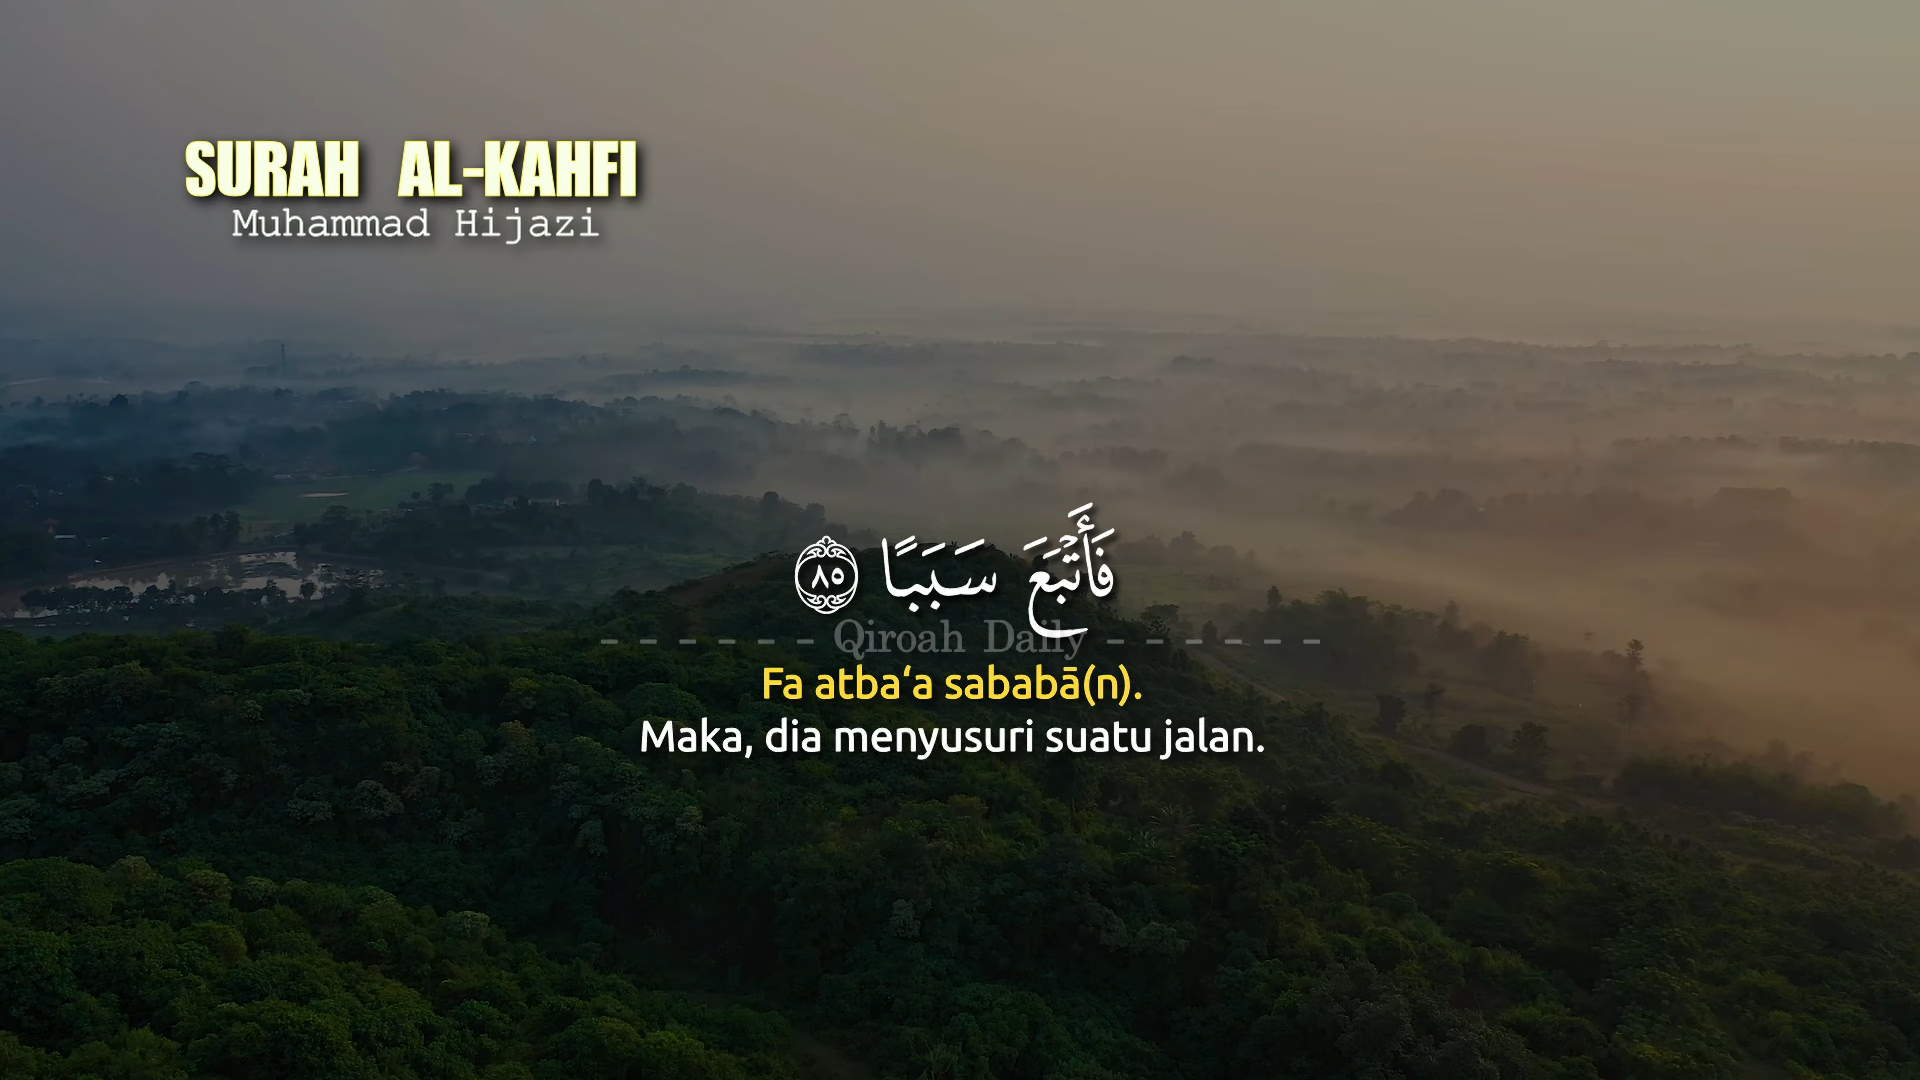 SURAH AL-KAHFI
Muhammad Hijazi
فَأَتْبَعَ سَبَبًا ٨٥
------ Qiroah Daily ------
Fa atba‘a sababā(n).
Maka, dia menyusuri suatu jalan.